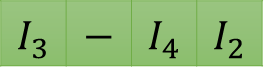 I₃ − I₄ I₂